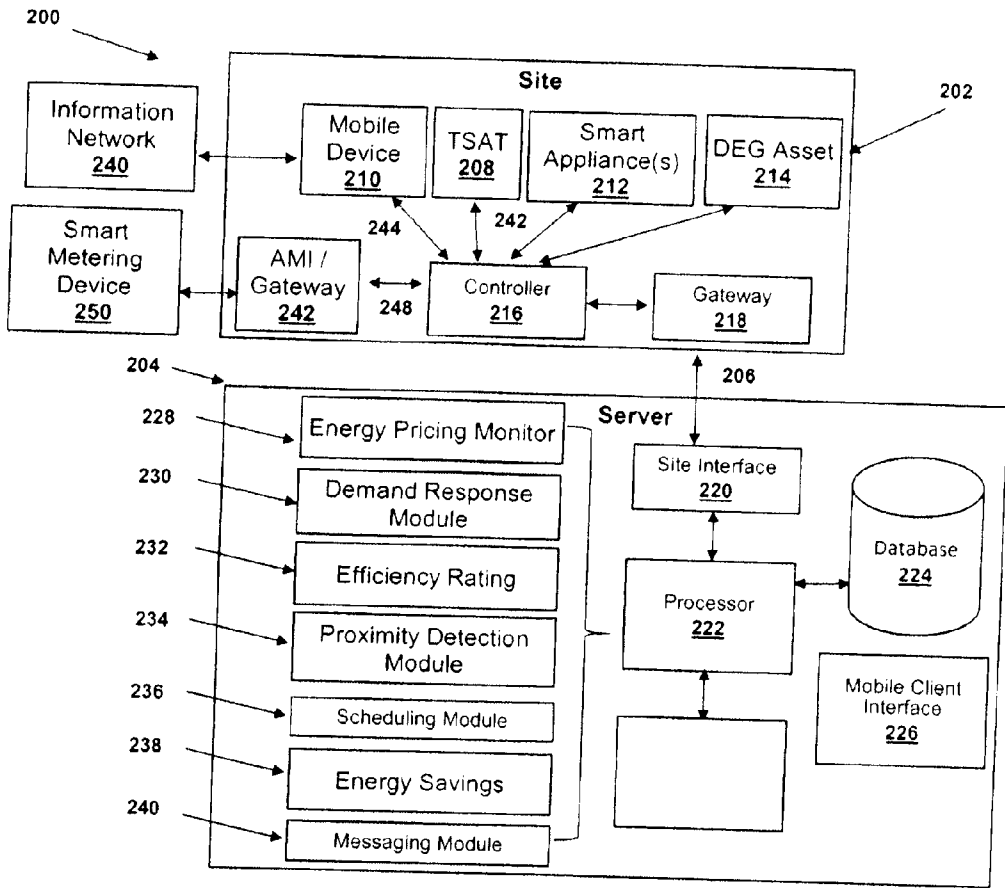 200
Site
202
Information
Network
240
Mobile
Device
210
TSAT
208
Smart
Appliance(s)
212
DEG Asset
214
244
242
Smart
Metering
Device
250
AMI /
Gateway
242
248
Controller
216
Gateway
218
206
204
Server
228
Energy Pricing Monitor
230
Demand Response
Module
232
Efficiency Rating
234
Proximity Detection
Module
236
Scheduling Module
238
Energy Savings
240
Messaging Module
Site Interface
220
Processor
222
Database
224
Mobile Client
Interface
226